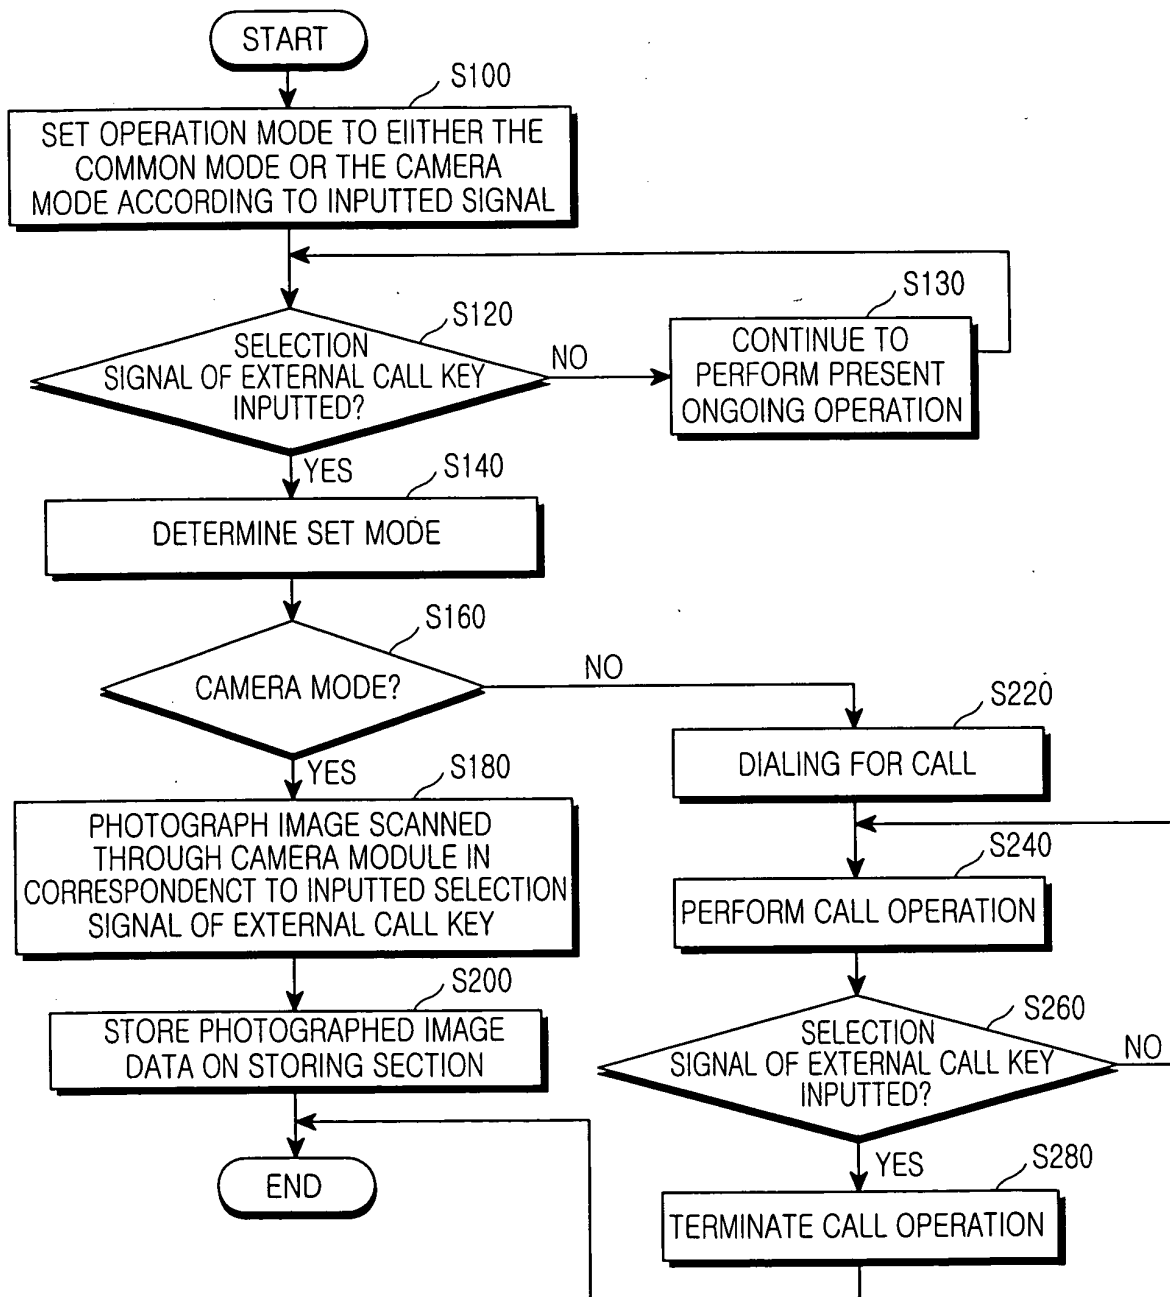 START
S100
SET OPERATION MODE TO EIITHER THE
COMMON MODE OR THE CAMERA
MODE ACCORDING TO INPUTTED SIGNAL
S120
SELECTION
SIGNAL OF EXTERNAL CALL KEY
INPUTTED?
NO
S130
CONTINUE TO
PERFORM PRESENT
ONGOING OPERATION
YES
S140
DETERMINE SET MODE
S160
CAMERA MODE?
NO
YES
S180
PHOTOGRAPH IMAGE SCANNED
THROUGH CAMERA MODULE IN
CORRESPONDENCT TO INPUTTED SELECTION
SIGNAL OF EXTERNAL CALL KEY
S200
STORE PHOTOGRAPHED IMAGE
DATA ON STORING SECTION
END
S220
DIALING FOR CALL
S240
PERFORM CALL OPERATION
S260
SELECTION
SIGNAL OF EXTERNAL CALL KEY
INPUTTED?
NO
YES
S280
TERMINATE CALL OPERATION